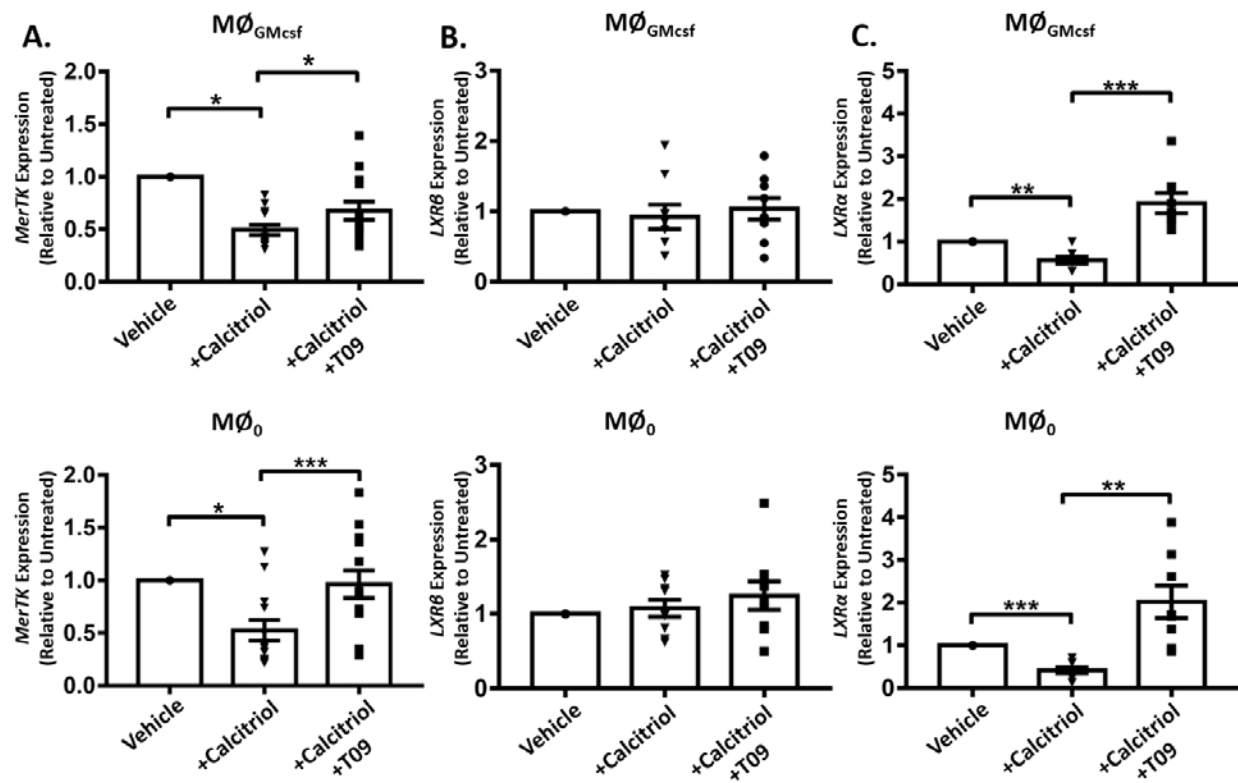 A.
MØGMcsf
MerTK Expression
(Relative to Untreated)
2.0
1.5
1.0
0.5
0.0
*
*
Vehicle
+Calcitriol
+Calcitriol
+T09
B.
MØGMcsf
LXRβ Expression
(Relative to Untreated)
3
2
1
0
Vehicle
+Calcitriol
+Calcitriol
+T09
C.
MØGMcsf
LXRα Expression
(Relative to Untreated)
5
4
3
2
1
0
**
***
Vehicle
+Calcitriol
+Calcitriol
+T09
MØ0
MerTK Expression
(Relative to Untreated)
2.0
1.5
1.0
0.5
0.0
*
***
Vehicle
+Calcitriol
+Calcitriol
+T09
MØ0
LXRβ Expression
(Relative to Untreated)
3
2
1
0
Vehicle
+Calcitriol
+Calcitriol
+T09
MØ0
LXRα Expression
(Relative to Untreated)
5
4
3
2
1
0
***
**
Vehicle
+Calcitriol
+Calcitriol
+T09